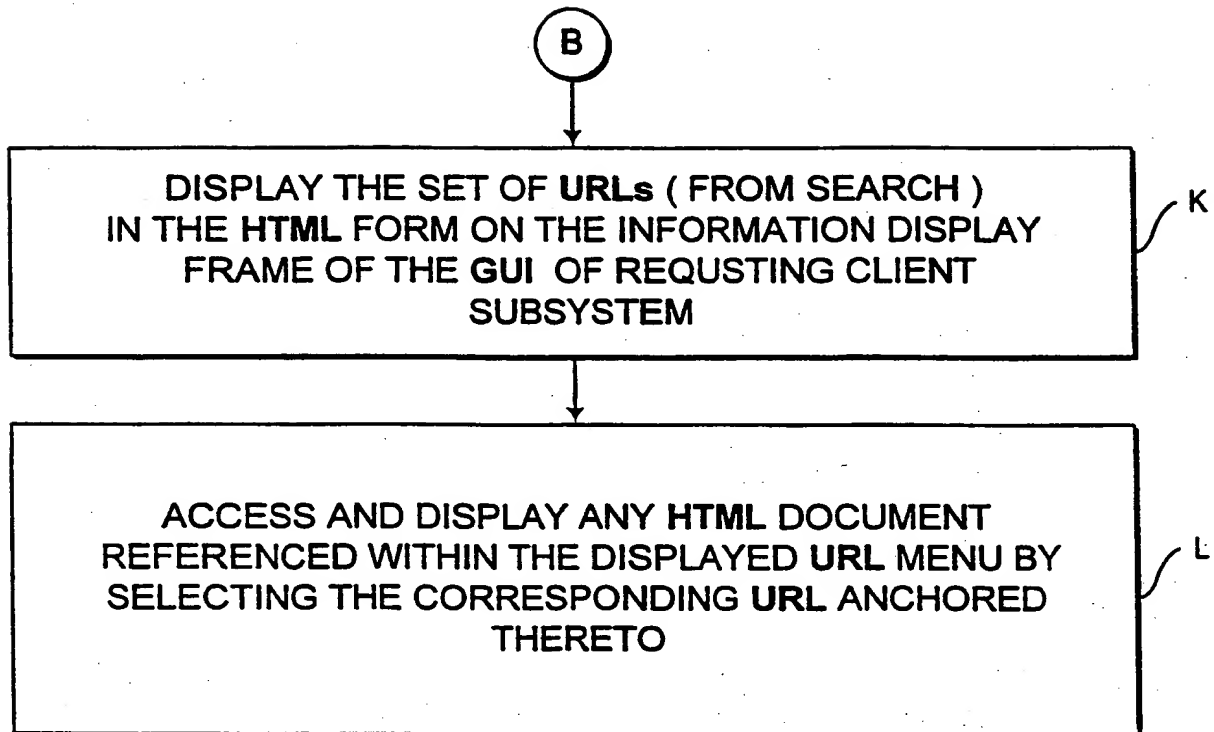 B
DISPLAY THE SET OF URLs ( FROM SEARCH )
IN THE HTML FORM ON THE INFORMATION DISPLAY
FRAME OF THE GUI OF REQUSTING CLIENT
SUBSYSTEM
K
ACCESS AND DISPLAY ANY HTML DOCUMENT
REFERENCED WITHIN THE DISPLAYED URL MENU BY
SELECTING THE CORRESPONDING URL ANCHORED
THERETO
L